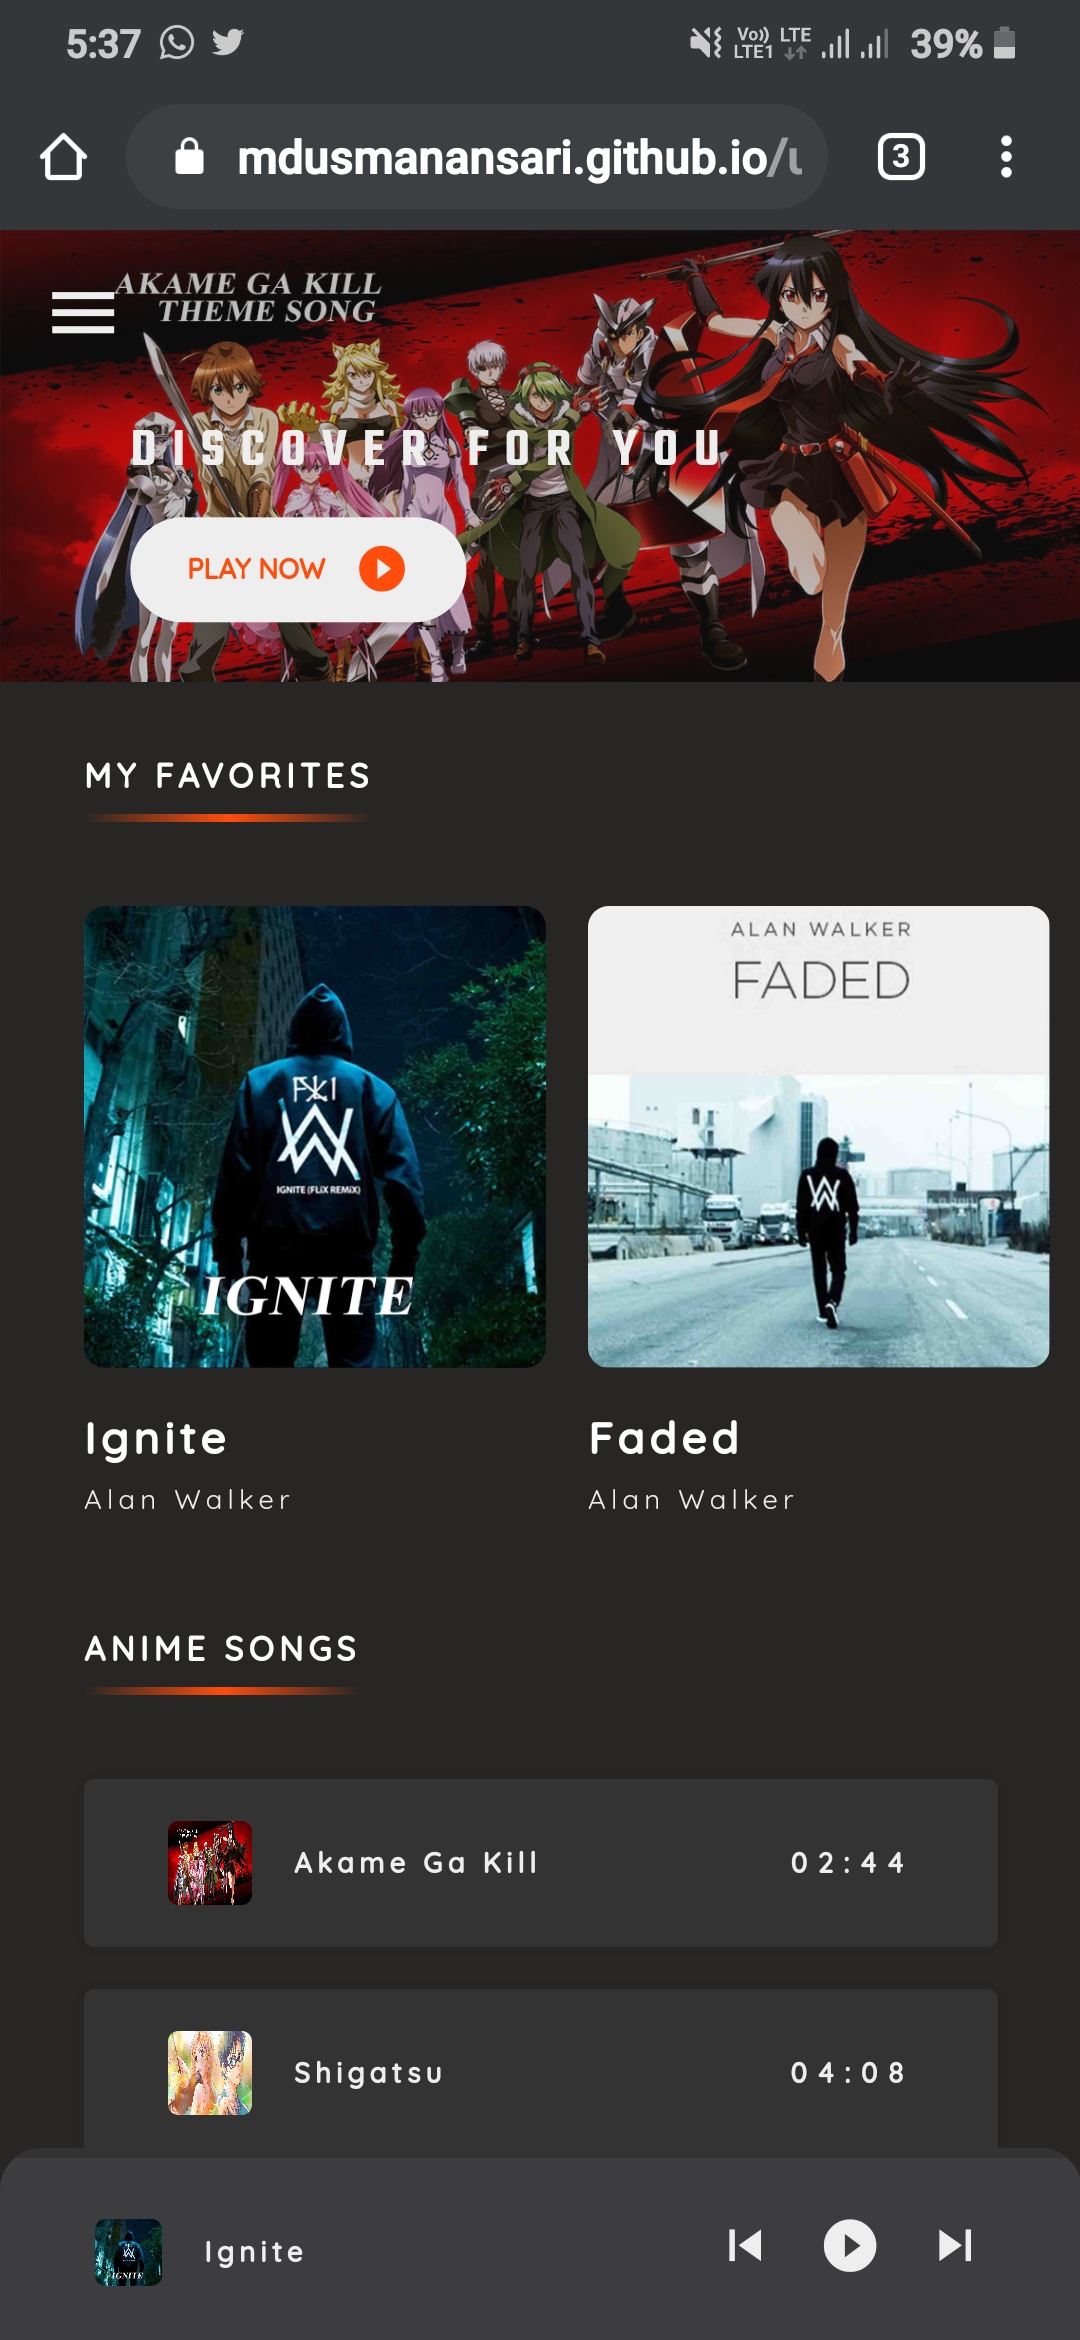 5:37
Vo)) LTE
LTE1
39%
mdusmanansari.github.io/u
3
AKAME GA KILL
THEME SONG
DISCOVER FOR YOU
PLAY NOW
MY FAVORITES
IGNITE (FLiX REMiX)
IGNITE
ALAN WALKER
FADED
Ignite
Alan Walker
Faded
Alan Walker
ANIME SONGS
Akame Ga Kill
02:44
Shigatsu
04:08
IGNITE
Ignite